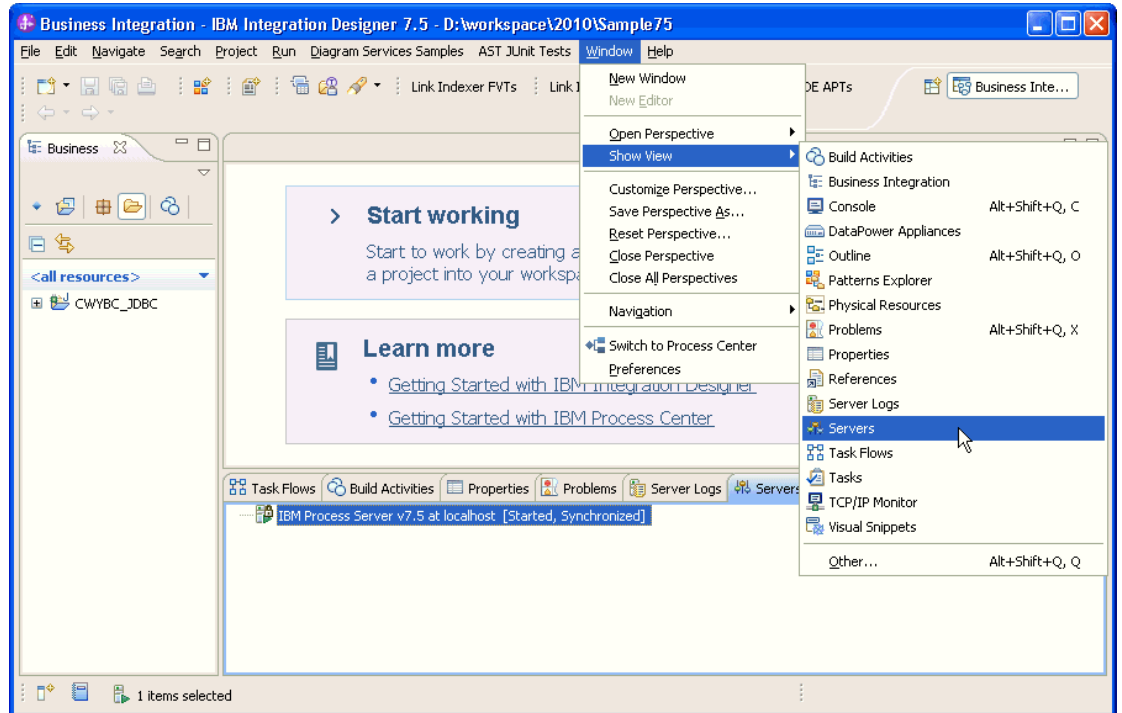 Business Integration - IBM Integration Designer 7.5 - D:\workspace\2010\Sample75
File Edit Navigate Search Project Run Diagram Services Samples AST JUnit Tests Window Help
Link Indexer FVTs
DE APTs
Business Inte...
New Window
New Editor
Open Perspective
Show View
Customize Perspective...
Save Perspective As...
Reset Perspective...
Close Perspective
Close All Perspectives
Navigation
Switch to Process Center
Preferences
Build Activities
Business Integration
Console Alt+Shift+Q, C
DataPower Appliances
Outline Alt+Shift+Q, O
Patterns Explorer
Physical Resources
Problems Alt+Shift+Q, X
Properties
References
Server Logs
Servers
Task Flows
Tasks
TCP/IP Monitor
Visual Snippets
Other... Alt+Shift+Q, Q
Business
<all resources>
CWYBC_JDBC
Start working
Start to work by creating a
a project into your workspa
Learn more
Getting Started with IBM Integration Designer
Getting Started with IBM Process Center
Task Flows Build Activities Properties Problems Server Logs Servers
IBM Process Server v7.5 at localhost [Started, Synchronized]
1 items selected